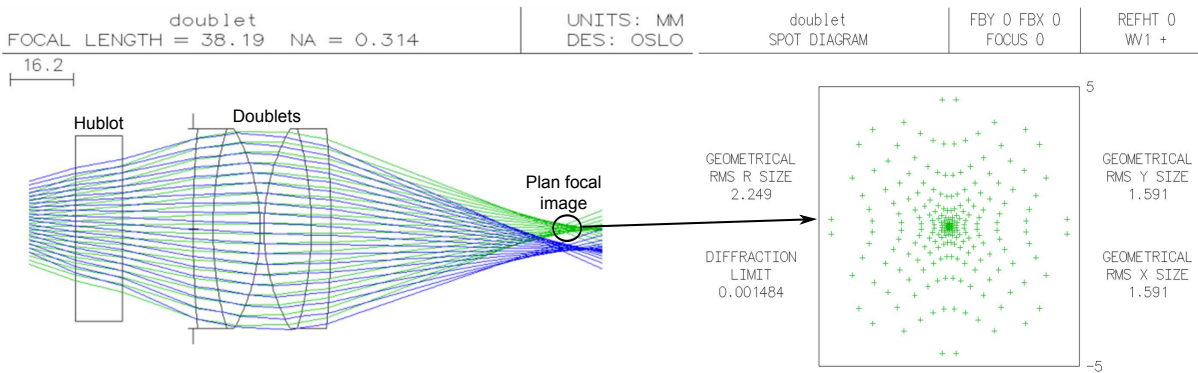 doublet
FOCAL LENGTH = 38.19 NA = 0.314
UNITS: MM
DES: OSLO
16.2
Hublot
Doublets
Plan focal
image
doublet
SPOT DIAGRAM
FBY 0 FBX 0
FOCUS 0
REFHT 0
WV1 +
5
GEOMETRICAL
RMS R SIZE
2.249
GEOMETRICAL
RMS Y SIZE
1.591
DIFFRACTION
LIMIT
0.001484
GEOMETRICAL
RMS X SIZE
1.591
-5